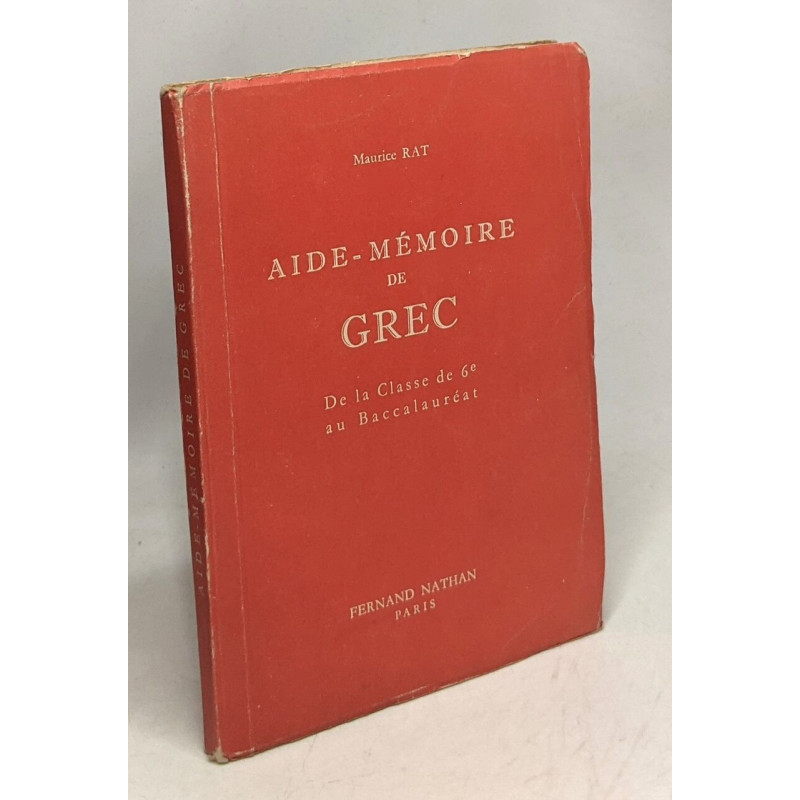 Maurice RAT
AIDE-MÉMOIRE
DE
GREC
De la Classe de 6e
au Baccalauréat
FERNAND NATHAN
PARIS
AIDE-MÉMOIRE DE GREC